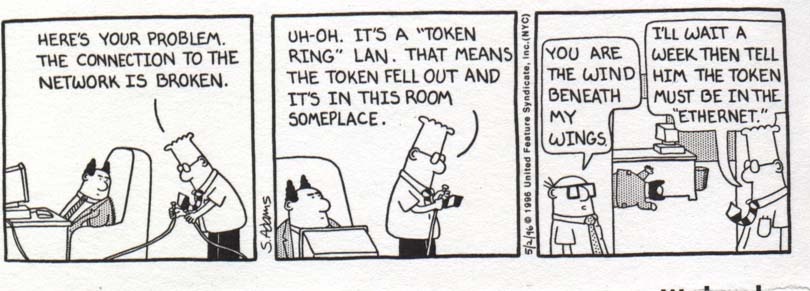 HERE'S YOUR PROBLEM.
THE CONNECTION TO THE
NETWORK IS BROKEN.
UH-OH. IT'S A "TOKEN
RING" LAN. THAT MEANS
THE TOKEN FELL OUT AND
IT'S IN THIS ROOM
SOMEPLACE.
S.Adams
5/2/96 © 1996 United Feature Syndicate, Inc.(NYC)
YOU ARE
THE WIND
BENEATH
MY
WINGS.
I'LL WAIT A
WEEK THEN TELL
HIM THE TOKEN
MUST BE IN THE
"ETHERNET."